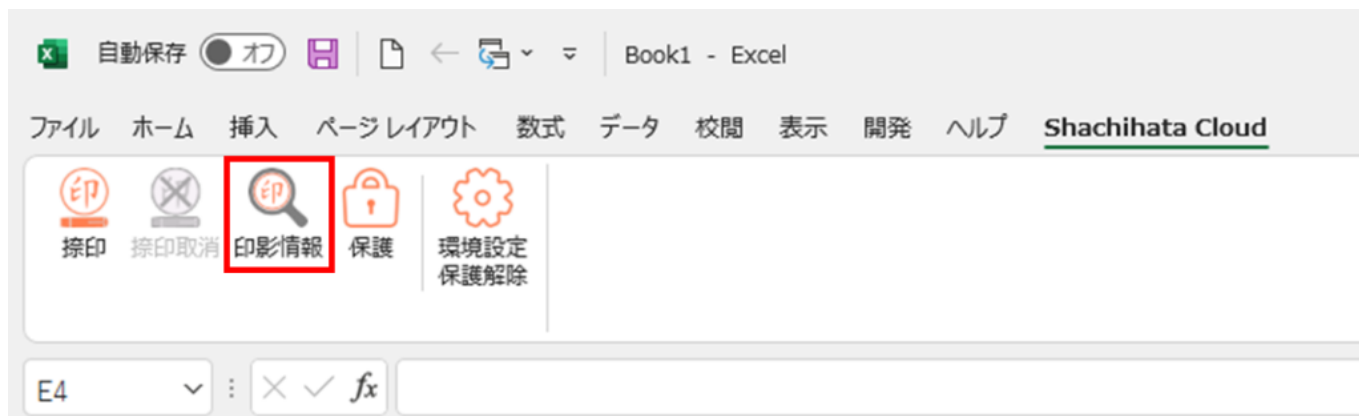 自動保存 オフ Book1 - Excel
ファイル ホーム 挿入 ページ レイアウト 数式 データ 校閲 表示 開発 ヘルプ Shachihata Cloud
印 印 印
捺印 捺印取消 印影情報 保護 環境設定
保護解除
E4 fx